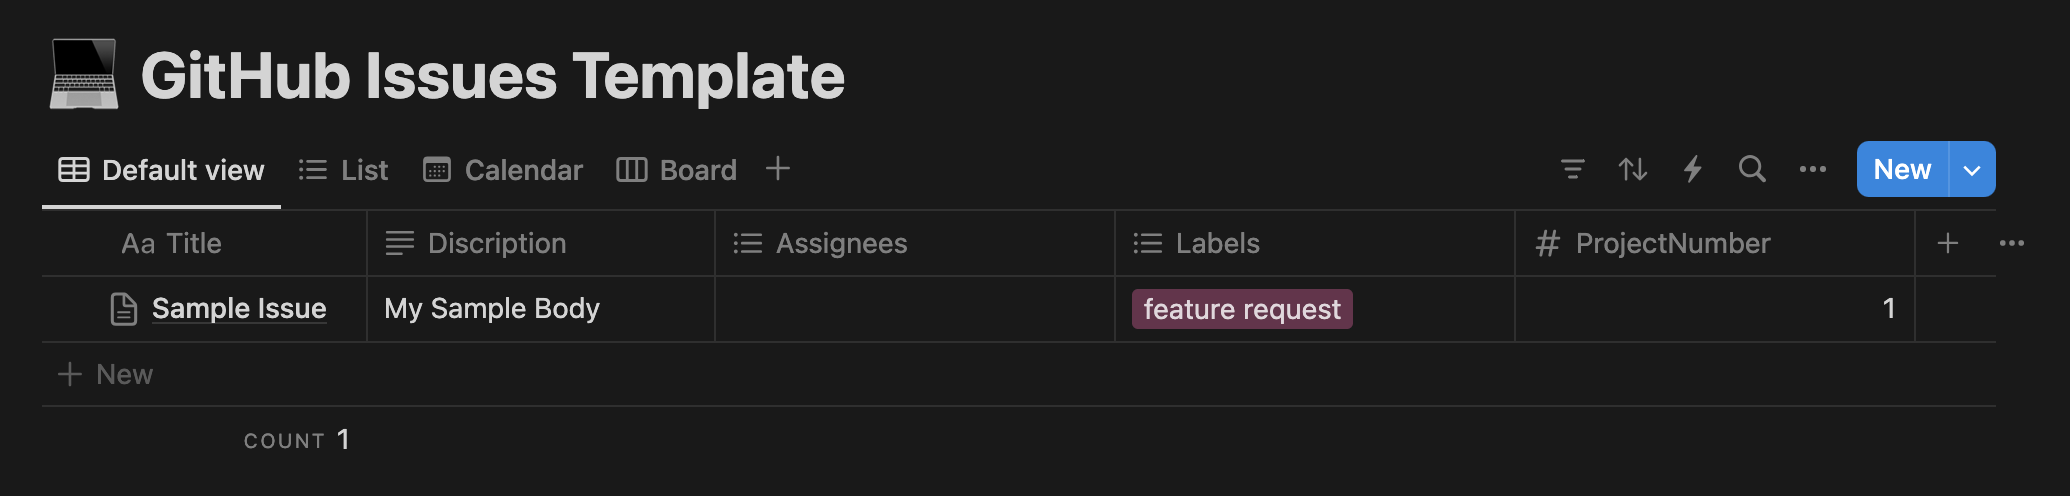 GitHub Issues Template
Default view List Calendar Board
New
Aa Title Discription Assignees Labels # ProjectNumber
Sample Issue My Sample Body feature request 1
New
COUNT 1